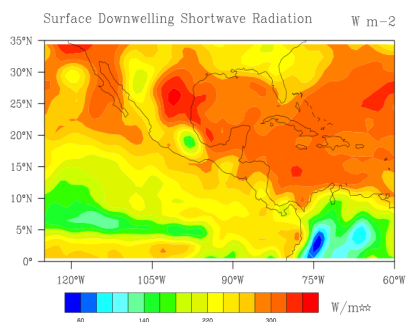 Surface Downwelling Shortwave Radiation W m-2
35°N
30°N
25°N
20°N
15°N
10°N
5°N
0°
120°W 105°W 90°W 75°W 60°W
W/m☆☆
60 140 220 300